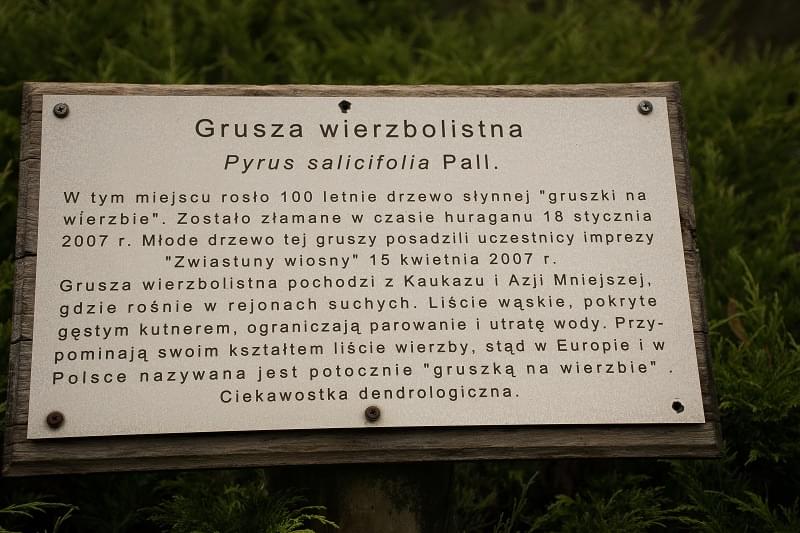 Grusza wierzbolistna
Pyrus salicifolia Pall.
W tym miejscu rosło 100 letnie drzewo słynnej "gruszki na
wierzbie". Zostało złamane w czasie huraganu 18 stycznia
2007 r. Młode drzewo tej gruszy posadzili uczestnicy imprezy
"Zwiastuny wiosny" 15 kwietnia 2007 r.
Grusza wierzbolistna pochodzi z Kaukazu i Azji Mniejszej,
gdzie rośnie w rejonach suchych. Liście wąskie, pokryte
gęstym kutnerem, ograniczają parowanie i utratę wody. Przy-
pominają swoim kształtem liście wierzby, stąd w Europie i w
Polsce nazywana jest potocznie "gruszką na wierzbie" .
Ciekawostka dendrologiczna.